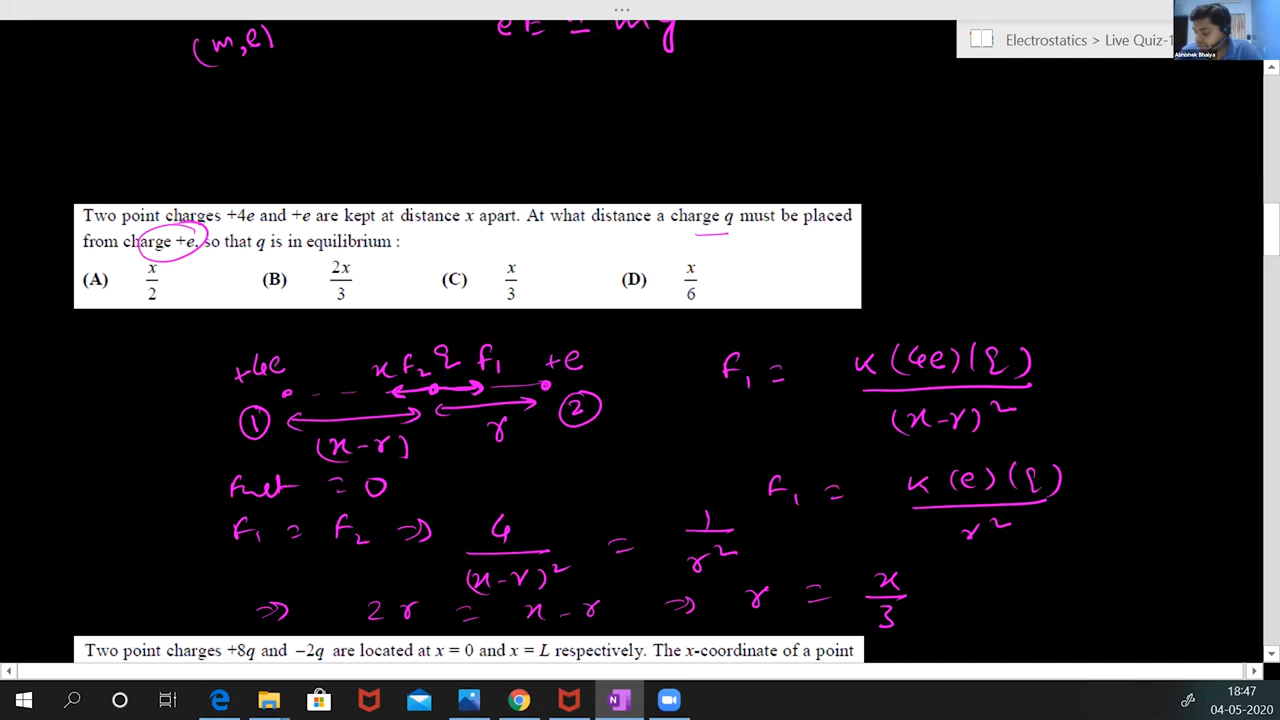 (m,e)
eE = mg
Electrostatics > Live Quiz-1
Abhishek Bhaiya
Two point charges +4e and +e are kept at distance x apart. At what distance a charge q must be placed
from charge +e, so that q is in equilibrium :
(A) x/2 (B) 2x/3 (C) x/3 (D) x/6
+4e x F₂ q F₁ +e
① (x-r) r ②
F₁ = K(4e)(q)/(x-r)²
Fnet = 0
F₁ = K(e)(q)/r²
F₁ = F₂ ⇒ 4/(x-r)² = 1/r²
⇒ 2r = x-r ⇒ r = x/3
Two point charges +8q and −2q are located at x = 0 and x = L respectively. The x-coordinate of a point
18:47
04-05-2020